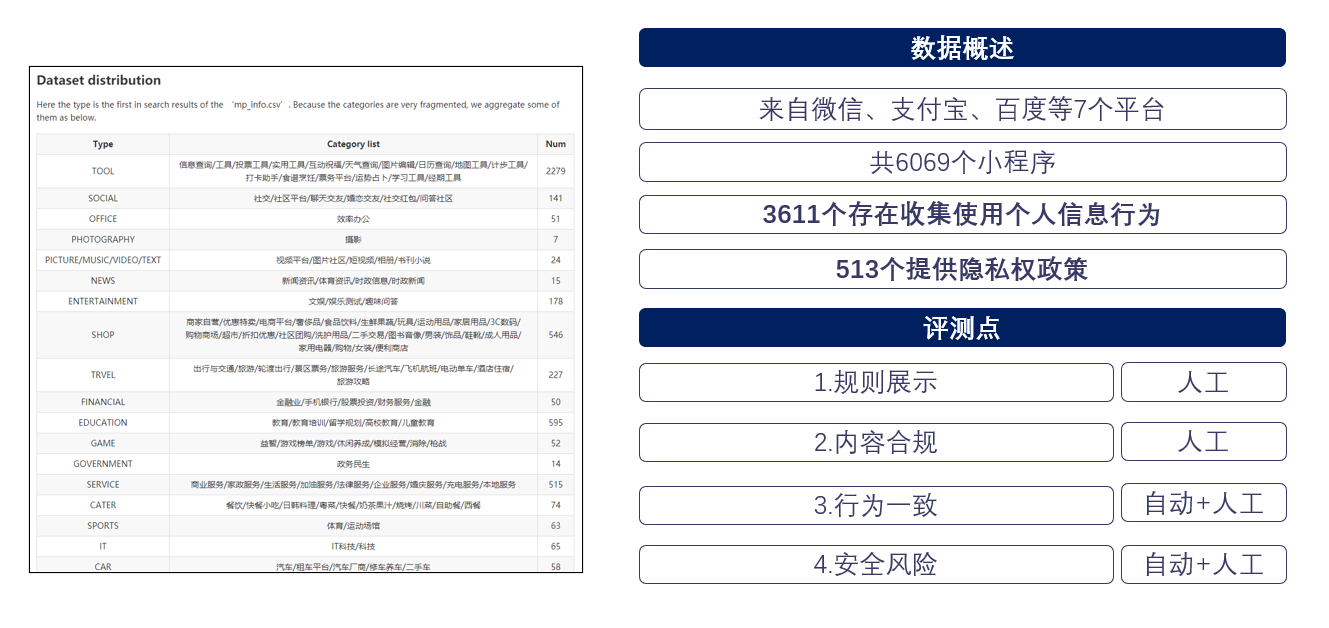 Dataset distribution
Here the type is the first in search results of the 'mp_info.csv'. Because the categories are very fragmented, we aggregate some of
them as below.
Type Category list Num
TOOL 信息查询/工具/投票工具/实用工具/互动祝福/天气查询/图片编辑/日历查询/地图工具/计步工具/ 2279
打卡助手/食谱烹饪/票务平台/运势占卜/学习工具/经期工具
SOCIAL 社交/社区平台/聊天交友/婚恋交友/社交红包/问答社区 141
OFFICE 效率办公 51
PHOTOGRAPHY 摄影 7
PICTURE/MUSIC/VIDEO/TEXT 视频平台/图片社区/短视频/相册/书刊小说 24
NEWS 新闻资讯/体育资讯/时政信息/时政新闻 15
ENTERTAINMENT 文娱/娱乐测试/趣味问答 178
SHOP 商家自营/优惠特卖/电商平台/奢侈品/食品饮料/生鲜果蔬/玩具/运动用品/家居用品/3C数码/ 546
购物商场/超市/折扣优惠/社区团购/洗护用品/二手交易/图书音像/男装/饰品/鞋靴/成人用品/
家用电器/购物/女装/便利商店
TRVEL 出行与交通/旅游/轮渡出行/景区票务/旅游服务/长途汽车/飞机航班/电动单车/酒店住宿/ 227
旅游攻略
FINANCIAL 金融业/手机银行/股票投资/财务服务/金融 50
EDUCATION 教育/教育培训/留学规划/高校教育/儿童教育 595
GAME 益智/游戏榜单/游戏/休闲养成/模拟经营/消除/枪战 52
GOVERNMENT 政务民生 14
SERVICE 商业服务/家政服务/生活服务/加油服务/法律服务/企业服务/婚庆服务/充电服务/本地服务 515
CATER 餐饮/快餐小吃/日韩料理/粤菜/快餐/奶茶果汁/烧烤/川菜/自助餐/西餐 74
SPORTS 体育/运动场馆 63
IT IT科技/科技 65
CAR 汽车/租车平台/汽车厂商/修车养车/二手车 58
数据概述
来自微信、支付宝、百度等7个平台
共6069个小程序
3611个存在收集使用个人信息行为
513个提供隐私权政策
评测点
1.规则展示 人工
2.内容合规 人工
3.行为一致 自动+人工
4.安全风险 自动+人工